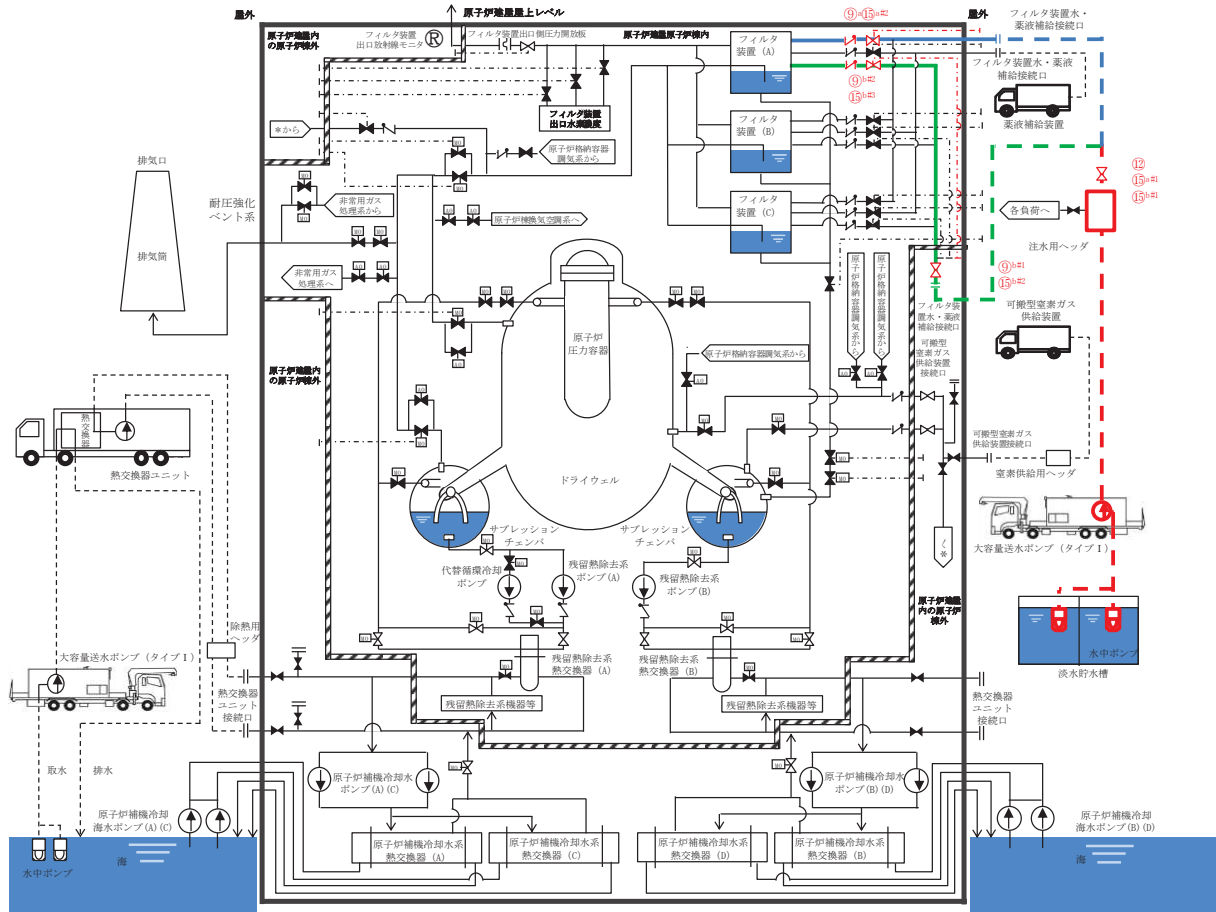 屋外
原子炉建屋屋上レベル
屋外
原子炉建屋内
の原子炉棟外
フィルタ装置
出口放射線モニタ
R
フィルタ装置出口側圧力開放板
原子炉建屋原子炉棟内
⑨a⑮a#2
フィルタ装置水・
薬液補給接続口
フィルタ
装置 (A)
フィルタ装置水・薬液
補給接続口
薬液補給装置
⑨b#2
⑮b#3
フィルタ装置
出口水素濃度
*から
原子炉格納容器
調気系から
フィルタ
装置 (B)
フィルタ
装置 (C)
⑫
⑮a#1
⑮b#1
各負荷へ
注水用ヘッダ
排気口
排気筒
耐圧強化
ベント系
非常用ガス
処理系から
原子炉棟換気空調系へ
非常用ガス
処理系へ
⑨b#1
⑮b#2
フィルタ装
置水・薬液
補給接続口
可搬型
窒素ガス
供給装置
接続口
可搬型窒素ガス
供給装置
原子炉格納容器調気系から
原子炉格納容器調気系から
原子炉
圧力容器
原子炉格納容器調気系から
原子炉建屋内
の原子炉棟外
熱交換器
熱交換器ユニット
ドライウェル
可搬型窒素ガス
供給装置接続口
窒素供給用ヘッダ
大容量送水ポンプ（タイプⅠ）
サプレッション
チェンバ
サプレッション
チェンバ
代替循環冷却
ポンプ
残留熱除去系
ポンプ(A)
残留熱除去系
ポンプ(B)
*へ
原子炉建屋
内の原子炉
棟外
水中ポンプ
淡水貯水槽
除熱用
ヘッダ
大容量送水ポンプ（タイプⅠ）
熱交換器
ユニット
接続口
残留熱除去系
熱交換器 (A)
残留熱除去系
熱交換器 (B)
残留熱除去系機器等
残留熱除去系機器等
熱交換器
ユニット
接続口
取水
排水
原子炉補機冷却水
ポンプ(A)(C)
原子炉補機冷却水
ポンプ(B)(D)
原子炉補機冷却
海水ポンプ(A)(C)
原子炉補機冷却
海水ポンプ(B)(D)
原子炉補機冷却水系
熱交換器 (A)
原子炉補機冷却水系
熱交換器 (C)
原子炉補機冷却水系
熱交換器 (D)
原子炉補機冷却水系
熱交換器 (B)
海
水中ポンプ
海